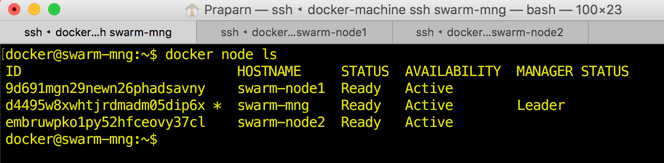 Praparn — ssh ◂ docker-machine ssh swarm-mng — bash — 100×23
ssh ◂ docker...h swarm-mng ssh ◂ docker...swarm-node1 ssh ◂ docker...swarm-node2
[docker@swarm-mng:~$ docker node ls
ID HOSTNAME STATUS AVAILABILITY MANAGER STATUS
9d691mgn29newn26phadsavny swarm-node1 Ready Active
d4495w8xwhtjrdmadm05dip6x * swarm-mng Ready Active Leader
embruwpko1py52hfceovy37cl swarm-node2 Ready Active
docker@swarm-mng:~$